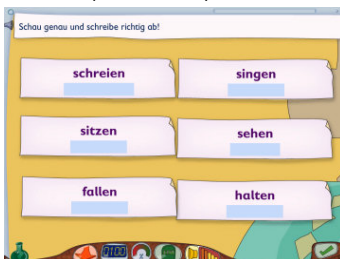 Schau genau und schreibe richtig ab!
schreien
singen
sitzen
sehen
fallen
halten